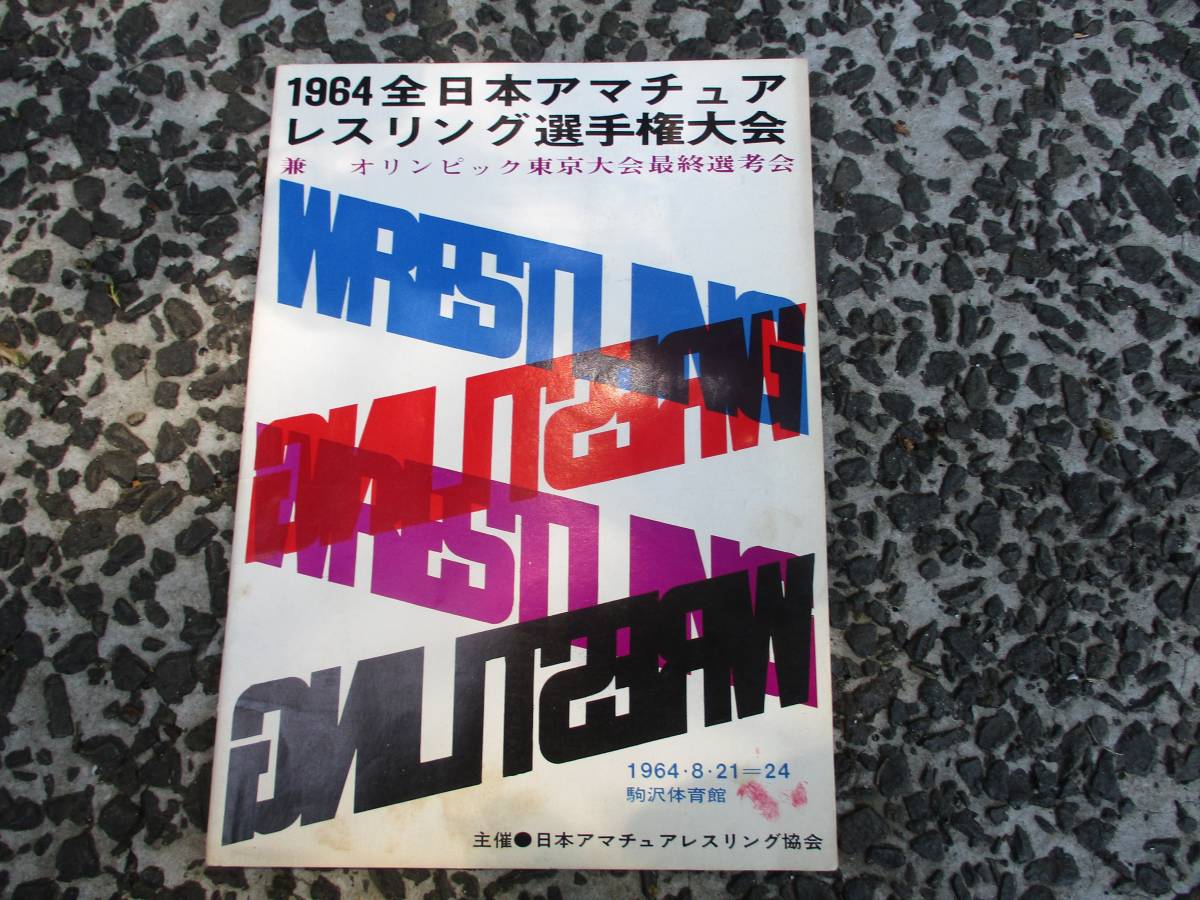 1964全日本アマチュア
レスリング選手権大会
兼 オリンピック東京大会最終選考会
WRESTLING
WRESTLING
WRESTLING
WRESTLING
1964・8・21=24
駒沢体育館
主催●日本アマチュアレスリング協会